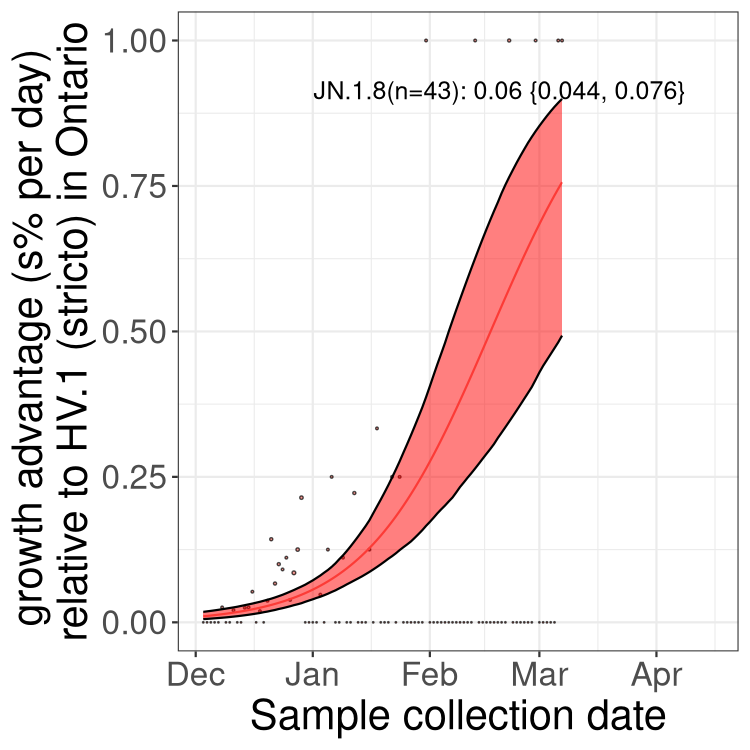 growth advantage (s% per day)
relative to HV.1 (stricto) in Ontario
1.00
0.75
0.50
0.25
0.00
JN.1.8(n=43): 0.06 {0.044, 0.076}
Dec Jan Feb Mar Apr
Sample collection date